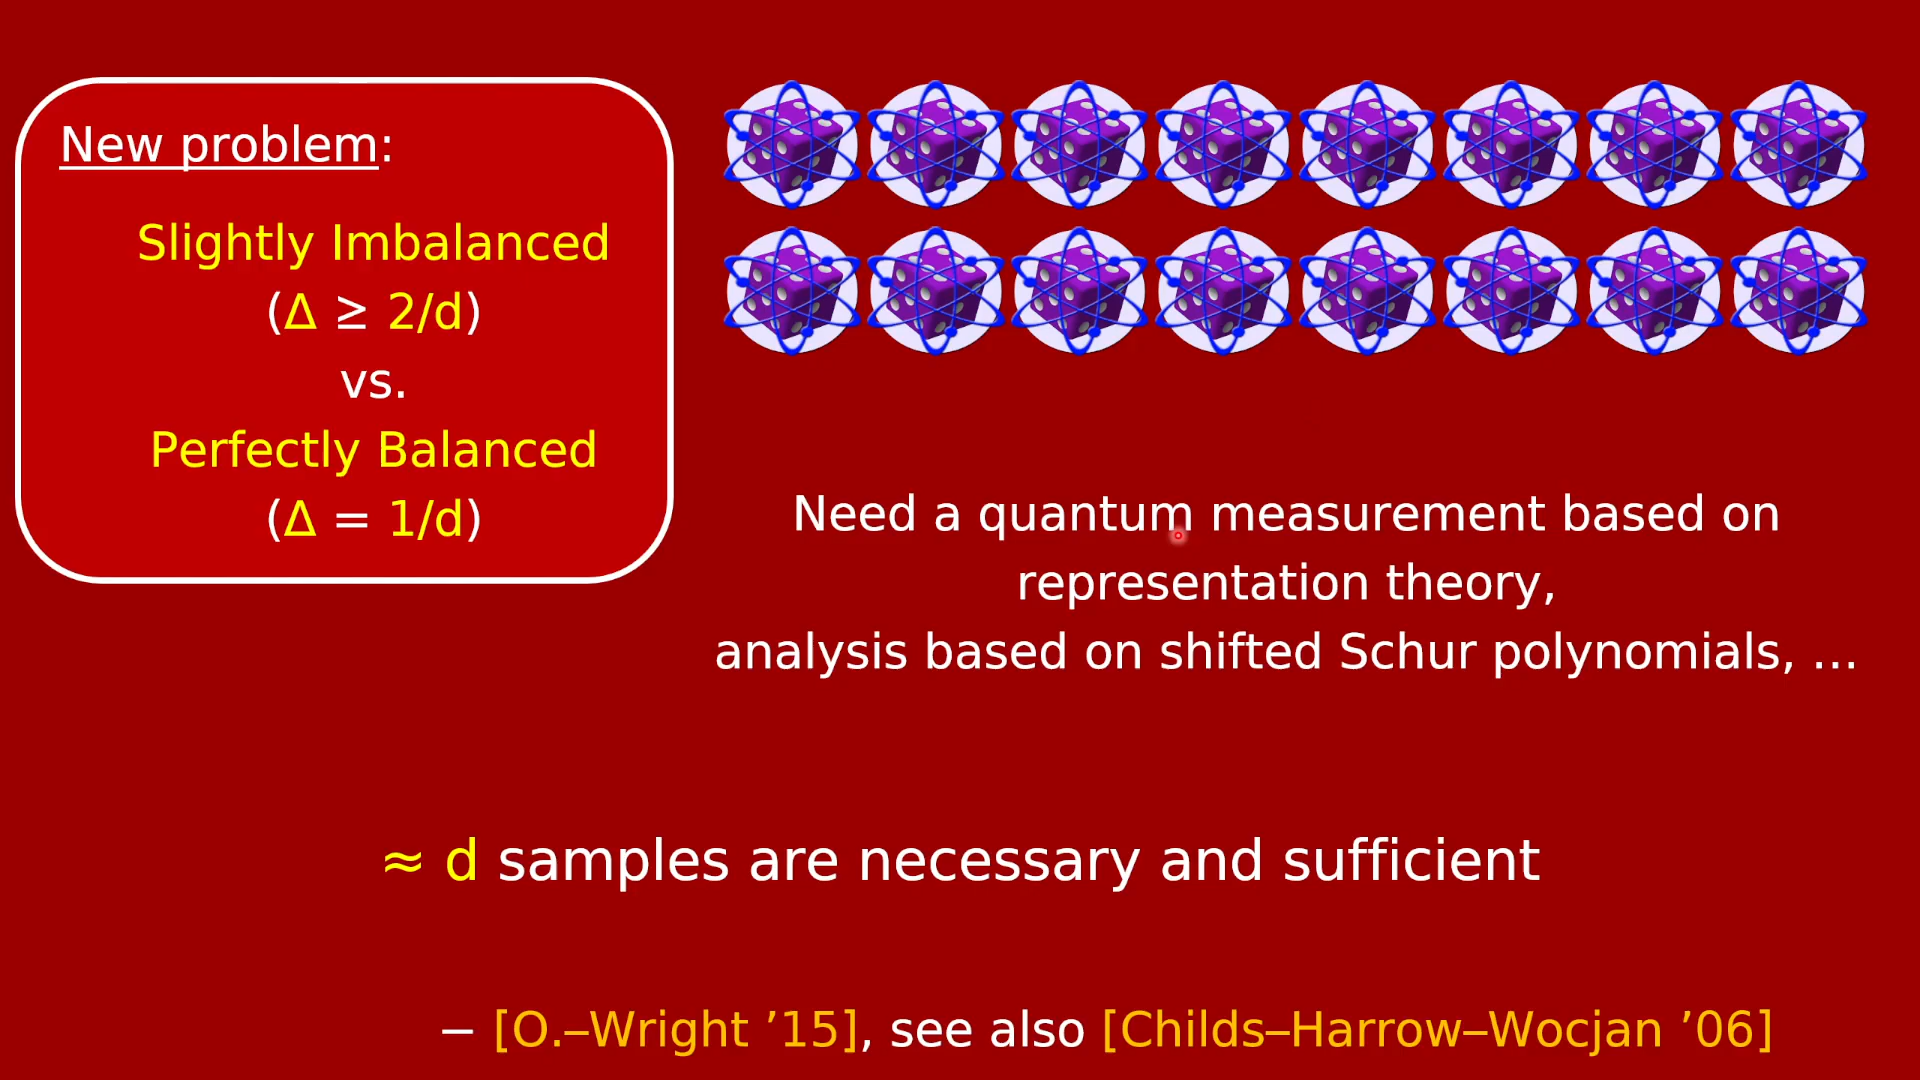 New problem:
Slightly Imbalanced
(Δ ≥ 2/d)
vs.
Perfectly Balanced
(Δ = 1/d)
Need a quantum measurement based on
representation theory,
analysis based on shifted Schur polynomials, …
≈ d samples are necessary and sufficient
− [O.–Wright ’15], see also [Childs–Harrow–Wocjan ’06]